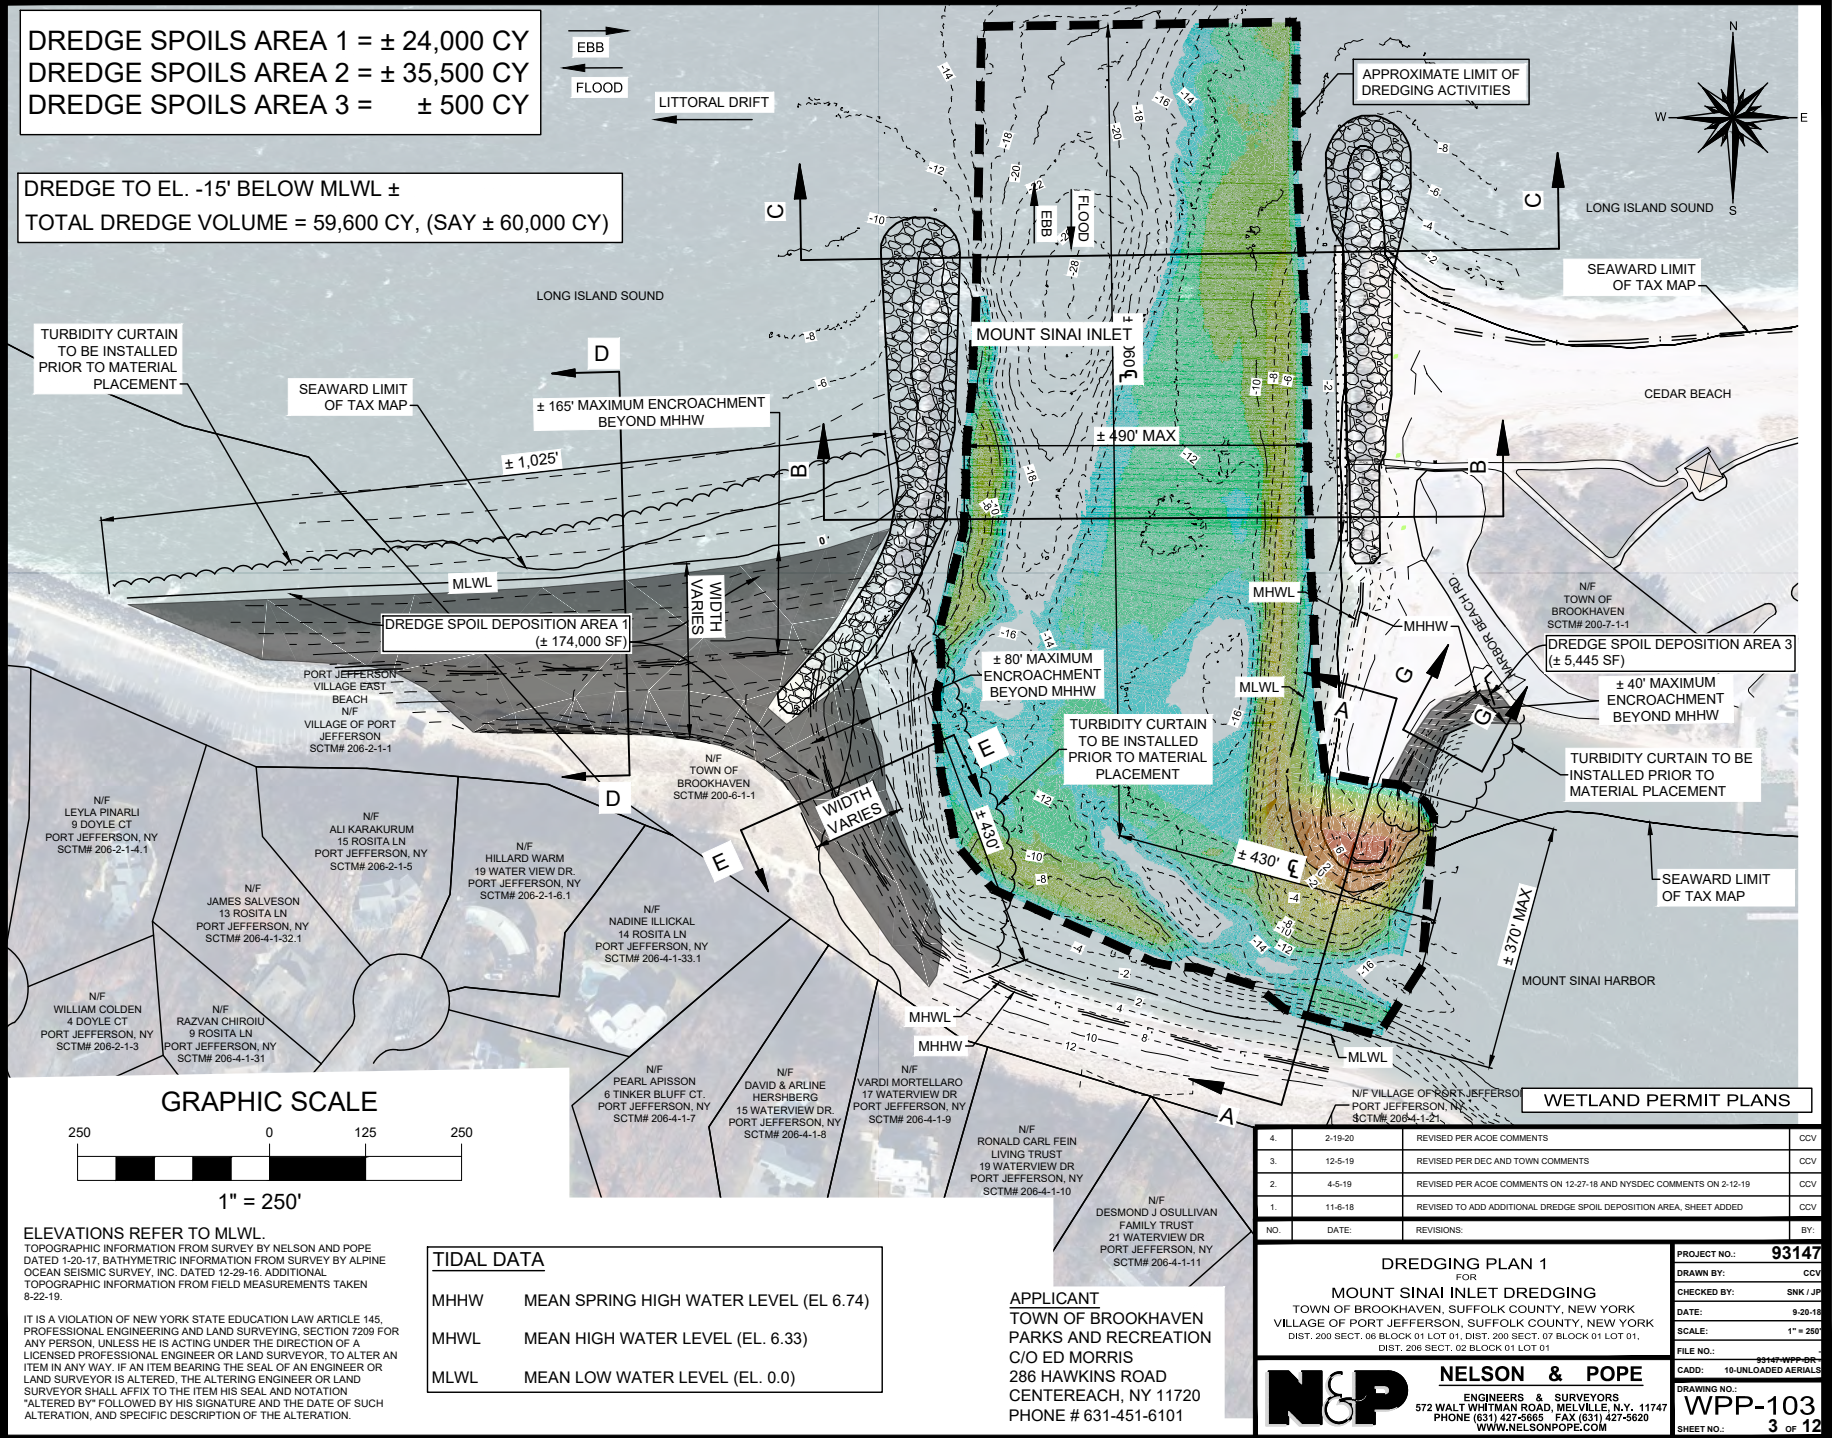 DREDGE SPOILS AREA 1 = ± 24,000 CY
DREDGE SPOILS AREA 2 = ± 35,500 CY
DREDGE SPOILS AREA 3 = ± 500 CY
EBB
FLOOD
LITTORAL DRIFT
DREDGE TO EL. -15' BELOW MLWL ±
TOTAL DREDGE VOLUME = 59,600 CY, (SAY ± 60,000 CY)
APPROXIMATE LIMIT OF
DREDGING ACTIVITIES
N
W
E
S
C
C
LONG ISLAND SOUND
EBB
FLOOD
SEAWARD LIMIT
OF TAX MAP
LONG ISLAND SOUND
MOUNT SINAI INLET
TURBIDITY CURTAIN
TO BE INSTALLED
PRIOR TO MATERIAL
PLACEMENT
D
SEAWARD LIMIT
OF TAX MAP
± 165' MAXIMUM ENCROACHMENT
BEYOND MHHW
CEDAR BEACH
± 1,025'
± 490' MAX
B
B
MLWL
WIDTH
VARIES
DREDGE SPOIL DEPOSITION AREA 1
(± 174,000 SF)
MHWL
MHHW
HARBOR BEACH RD
N/F
TOWN OF
BROOKHAVEN
SCTM# 200-7-1-1
DREDGE SPOIL DEPOSITION AREA 3
(± 5,445 SF)
± 40' MAXIMUM
ENCROACHMENT
BEYOND MHHW
± 80' MAXIMUM
ENCROACHMENT
BEYOND MHHW
MLWL
A
G
G
PORT JEFFERSON
VILLAGE EAST
BEACH
N/F
VILLAGE OF PORT
JEFFERSON
SCTM# 206-2-1-1
TURBIDITY CURTAIN
TO BE INSTALLED
PRIOR TO MATERIAL
PLACEMENT
TURBIDITY CURTAIN TO BE
INSTALLED PRIOR TO
MATERIAL PLACEMENT
E
N/F
TOWN OF
BROOKHAVEN
SCTM# 200-6-1-1
D
WIDTH
VARIES
± 430'
E
± 430' ℄
SEAWARD LIMIT
OF TAX MAP
± 370' MAX
MOUNT SINAI HARBOR
N/F
LEYLA PINARLI
9 DOYLE CT
PORT JEFFERSON, NY
SCTM# 206-2-1-4.1
N/F
ALI KARAKURUM
15 ROSITA LN
PORT JEFFERSON, NY
SCTM# 206-2-1-5
N/F
HILLARD WARM
19 WATER VIEW DR.
PORT JEFFERSON, NY
SCTM# 206-2-1-6.1
N/F
JAMES SALVESON
13 ROSITA LN
PORT JEFFERSON, NY
SCTM# 206-4-1-32.1
N/F
NADINE ILLICKAL
14 ROSITA LN
PORT JEFFERSON, NY
SCTM# 206-4-1-33.1
N/F
WILLIAM COLDEN
4 DOYLE CT
PORT JEFFERSON, NY
SCTM# 206-2-1-3
N/F
RAZVAN CHIROIU
9 ROSITA LN
PORT JEFFERSON, NY
SCTM# 206-4-1-31
MHWL
MHHW
MLWL
A
N/F
PEARL APISSON
6 TINKER BLUFF CT.
PORT JEFFERSON, NY
SCTM# 206-4-1-7
N/F
DAVID & ARLINE
HERSHBERG
15 WATERVIEW DR.
PORT JEFFERSON, NY
SCTM# 206-4-1-8
N/F
VARDI MORTELLARO
17 WATERVIEW DR
PORT JEFFERSON, NY
SCTM# 206-4-1-9
N/F
RONALD CARL FEIN
LIVING TRUST
19 WATERVIEW DR
PORT JEFFERSON, NY
SCTM# 206-4-1-10
N/F
DESMOND J OSULLIVAN
FAMILY TRUST
21 WATERVIEW DR
PORT JEFFERSON, NY
SCTM# 206-4-1-11
N/F VILLAGE OF PORT JEFFERSON
PORT JEFFERSON, NY
SCTM# 206-4-1-21
WETLAND PERMIT PLANS
GRAPHIC SCALE
250 0 125 250
1" = 250'
ELEVATIONS REFER TO MLWL.
TOPOGRAPHIC INFORMATION FROM SURVEY BY NELSON AND POPE
DATED 1-20-17, BATHYMETRIC INFORMATION FROM SURVEY BY ALPINE
OCEAN SEISMIC SURVEY, INC. DATED 12-29-16. ADDITIONAL
TOPOGRAPHIC INFORMATION FROM FIELD MEASUREMENTS TAKEN
8-22-19.
IT IS A VIOLATION OF NEW YORK STATE EDUCATION LAW ARTICLE 145,
PROFESSIONAL ENGINEERING AND LAND SURVEYING, SECTION 7209 FOR
ANY PERSON, UNLESS HE IS ACTING UNDER THE DIRECTION OF A
LICENSED PROFESSIONAL ENGINEER OR LAND SURVEYOR, TO ALTER AN
ITEM IN ANY WAY. IF AN ITEM BEARING THE SEAL OF AN ENGINEER OR
LAND SURVEYOR IS ALTERED, THE ALTERING ENGINEER OR LAND
SURVEYOR SHALL AFFIX TO THE ITEM HIS SEAL AND NOTATION
"ALTERED BY" FOLLOWED BY HIS SIGNATURE AND THE DATE OF SUCH
ALTERATION, AND SPECIFIC DESCRIPTION OF THE ALTERATION.
TIDAL DATA
MHHW MEAN SPRING HIGH WATER LEVEL (EL 6.74)
MHWL MEAN HIGH WATER LEVEL (EL. 6.33)
MLWL MEAN LOW WATER LEVEL (EL. 0.0)
APPLICANT
TOWN OF BROOKHAVEN
PARKS AND RECREATION
C/O ED MORRIS
286 HAWKINS ROAD
CENTEREACH, NY 11720
PHONE # 631-451-6101
4. 2-19-20 REVISED PER ACOE COMMENTS CCV
3. 12-5-19 REVISED PER DEC AND TOWN COMMENTS CCV
2. 4-5-19 REVISED PER ACOE COMMENTS ON 12-27-18 AND NYSDEC COMMENTS ON 2-12-19 CCV
1. 11-6-18 REVISED TO ADD ADDITIONAL DREDGE SPOIL DEPOSITION AREA, SHEET ADDED CCV
NO. DATE: REVISIONS: BY:
DREDGING PLAN 1
FOR
MOUNT SINAI INLET DREDGING
TOWN OF BROOKHAVEN, SUFFOLK COUNTY, NEW YORK
VILLAGE OF PORT JEFFERSON, SUFFOLK COUNTY, NEW YORK
DIST. 200 SECT. 06 BLOCK 01 LOT 01, DIST. 200 SECT. 07 BLOCK 01 LOT 01,
DIST. 206 SECT. 02 BLOCK 01 LOT 01
PROJECT NO.: 93147
DRAWN BY: CCV
CHECKED BY: SNK / JP
DATE: 9-20-18
SCALE: 1" = 250'
FILE NO.:
93147-WPP-DR -
CADD: 10-UNLOADED AERIALS
DRAWING NO.:
WPP-103
SHEET NO.: 3 OF 12
N&P
NELSON & POPE
ENGINEERS & SURVEYORS
572 WALT WHITMAN ROAD, MELVILLE, N.Y. 11747
PHONE (631) 427-5665 FAX (631) 427-5620
WWW.NELSONPOPE.COM